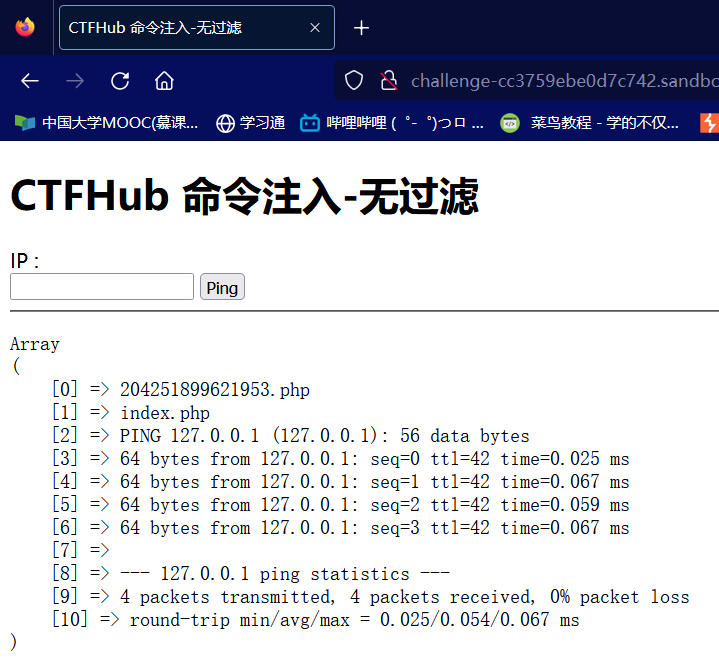 CTFHub 命令注入-无过滤
challenge-cc3759ebe0d7c742.sandbo
中国大学MOOC(慕课... 学习通 哔哩哔哩 ( ゜- ゜)つロ ... 菜鸟教程 - 学的不仅...
CTFHub 命令注入-无过滤
IP :
Ping
Array
(
[0] => 204251899621953.php
[1] => index.php
[2] => PING 127.0.0.1 (127.0.0.1): 56 data bytes
[3] => 64 bytes from 127.0.0.1: seq=0 ttl=42 time=0.025 ms
[4] => 64 bytes from 127.0.0.1: seq=1 ttl=42 time=0.067 ms
[5] => 64 bytes from 127.0.0.1: seq=2 ttl=42 time=0.059 ms
[6] => 64 bytes from 127.0.0.1: seq=3 ttl=42 time=0.067 ms
[7] =>
[8] => --- 127.0.0.1 ping statistics ---
[9] => 4 packets transmitted, 4 packets received, 0% packet loss
[10] => round-trip min/avg/max = 0.025/0.054/0.067 ms
)